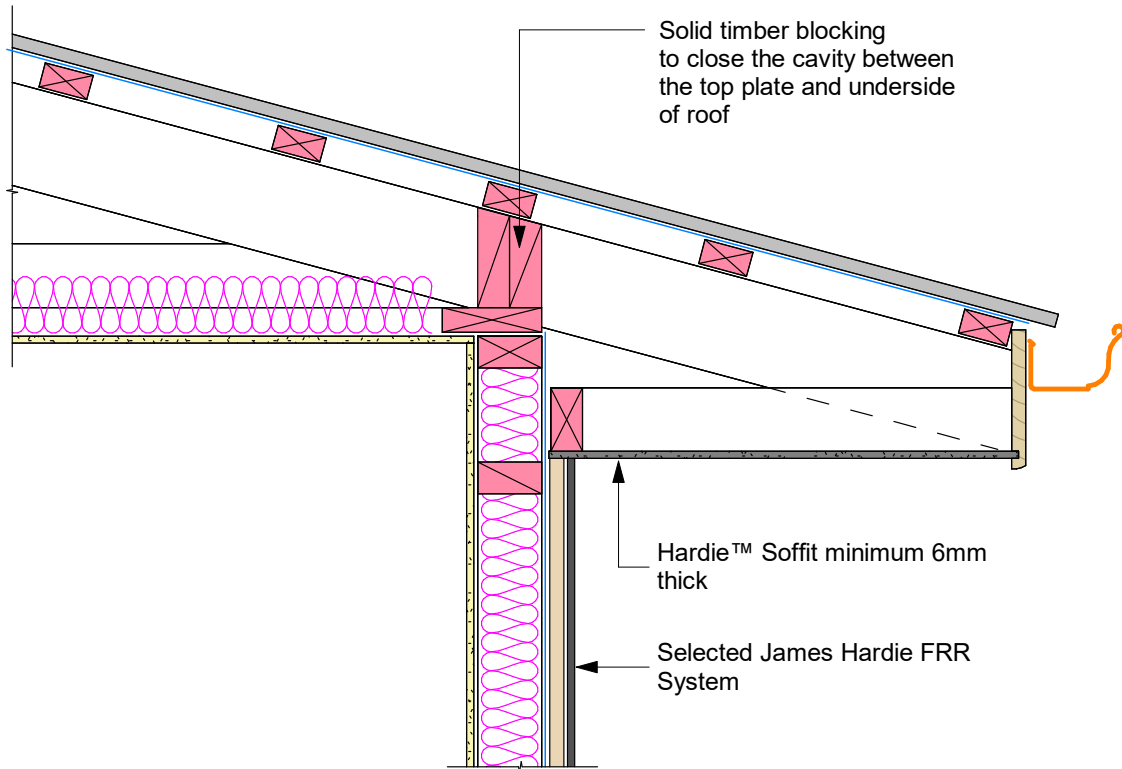 Solid timber blocking
to close the cavity between
the top plate and underside
of roof
Hardie™ Soffit minimum 6mm
thick
Selected James Hardie FRR
System